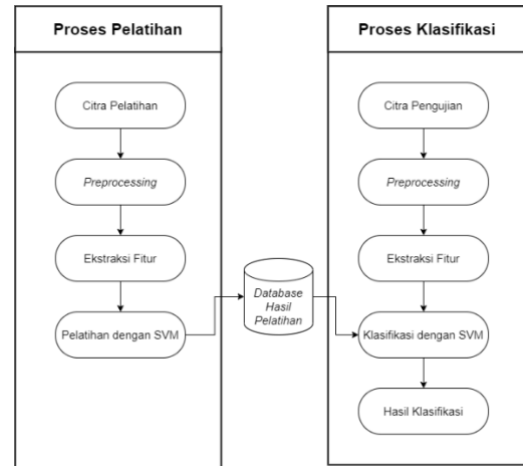 Proses Pelatihan
Citra Pelatihan
Preprocessing
Ekstraksi Fitur
Pelatihan dengan SVM
Database
Hasil
Pelatihan
Proses Klasifikasi
Citra Pengujian
Preprocessing
Ekstraksi Fitur
Klasifikasi dengan SVM
Hasil Klasifikasi